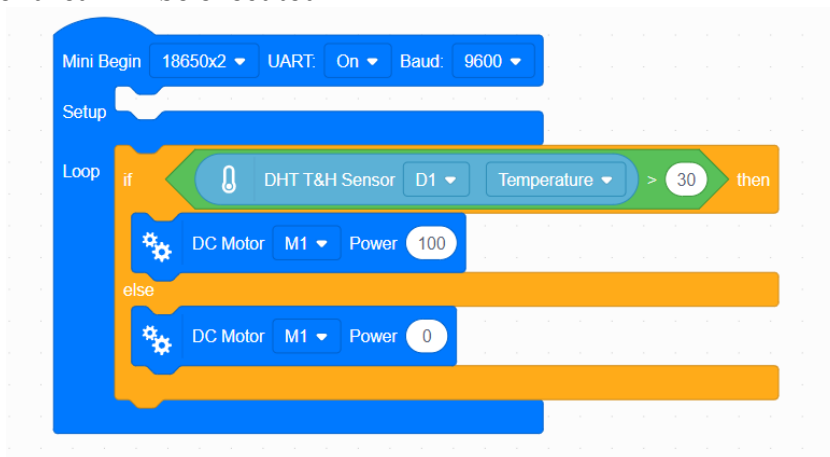 Mini Begin 18650x2 UART: On Baud: 9600
Setup
Loop if DHT T&H Sensor D1 Temperature > 30 then
DC Motor M1 Power 100
else
DC Motor M1 Power 0